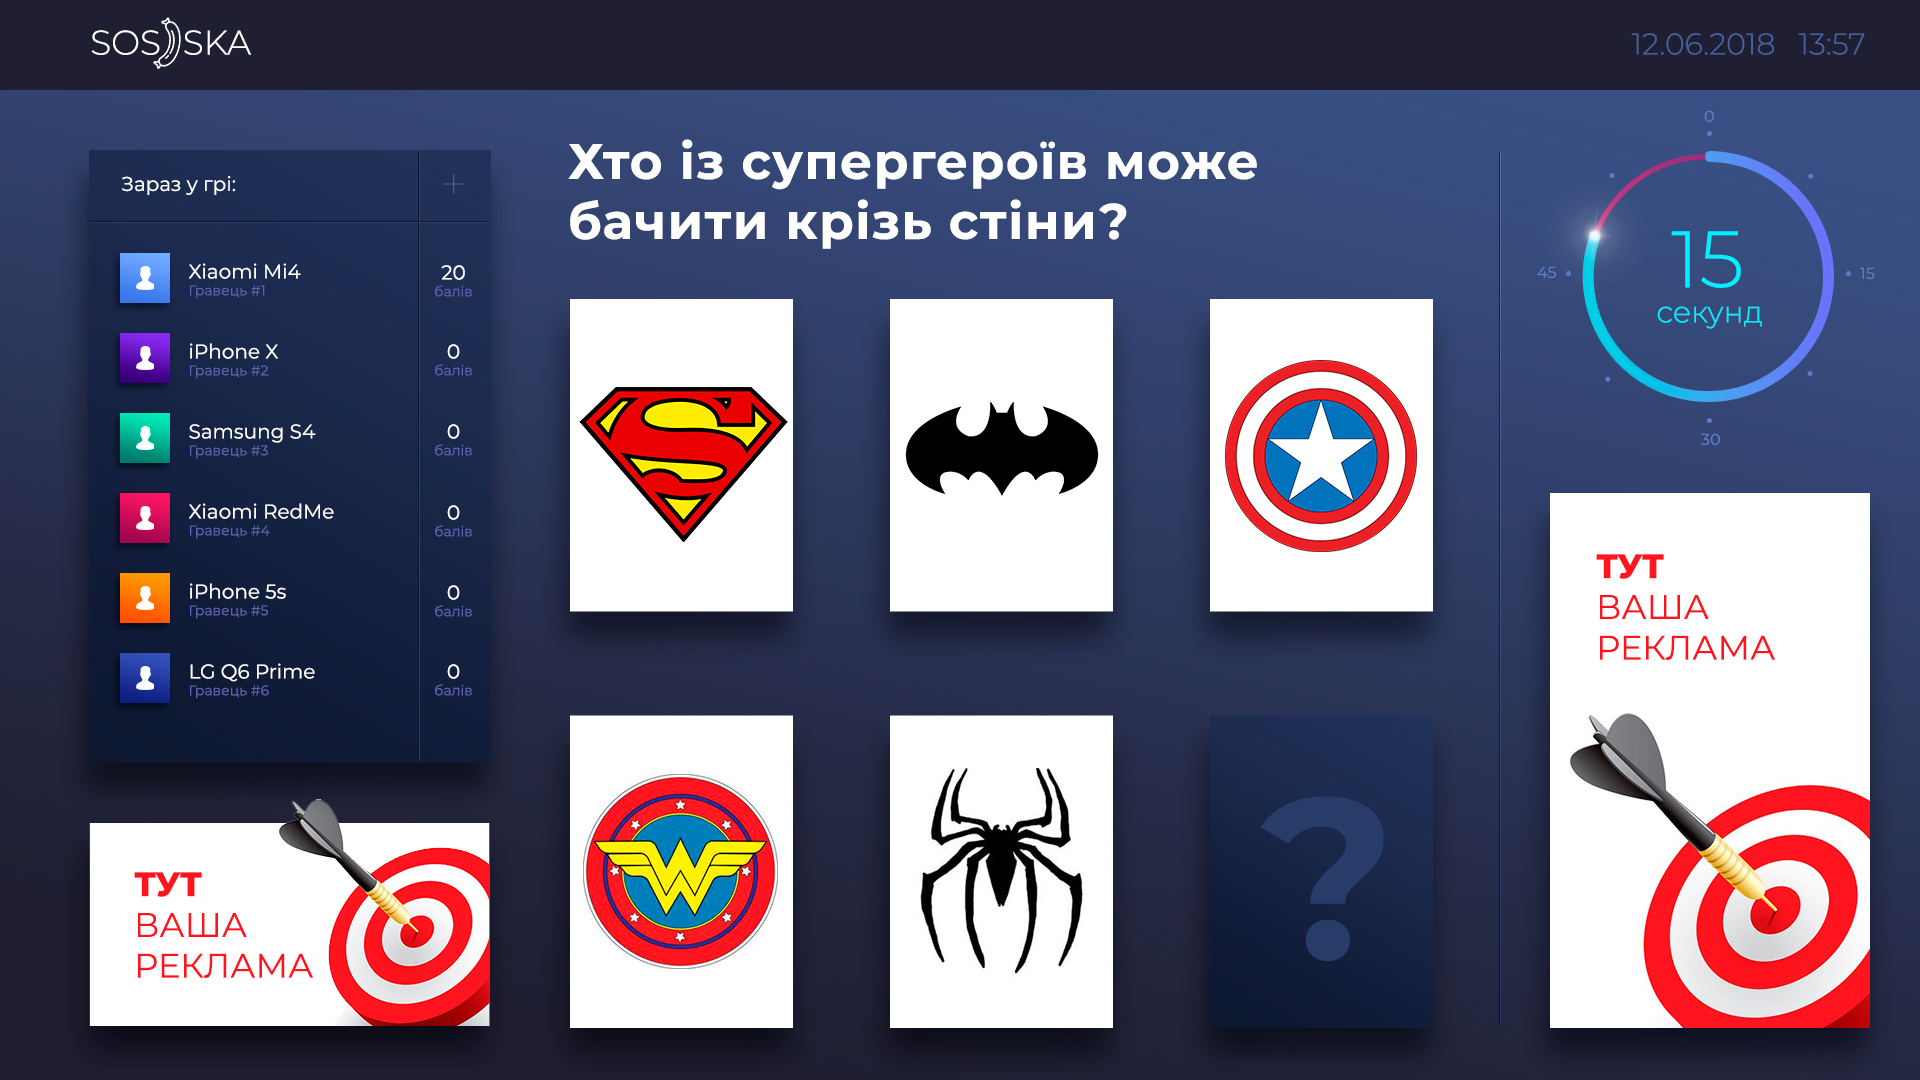 SOSISKA
12.06.2018 13:57
Зараз у грі:
Xiaomi Mi4
Гравець #1
20
балів
iPhone X
Гравець #2
0
балів
Samsung S4
Гравець #3
0
балів
Xiaomi RedMe
Гравець #4
0
балів
iPhone 5s
Гравець #5
0
балів
LG Q6 Prime
Гравець #6
0
балів
ТУТ
ВАША
РЕКЛАМА
Хто із супергероїв може
бачити крізь стіни?
S
W
?
0
15
30
45
15
секунд
ТУТ
ВАША
РЕКЛАМА